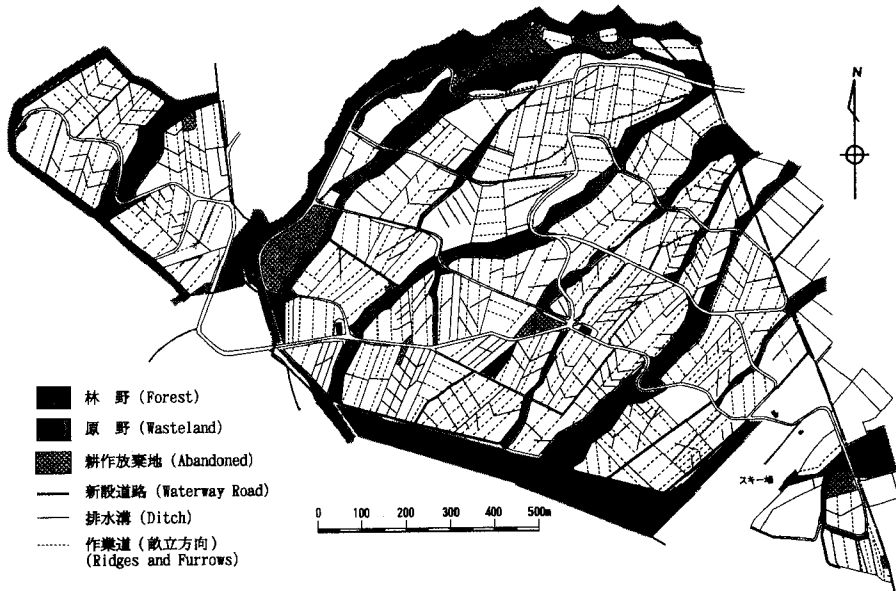 N
林 野 (Forest)
原 野 (Wasteland)
耕作放棄地 (Abandoned)
新設道路 (Waterway Road)
排水溝 (Ditch)
作業道 (畝立方向)
(Ridges and Furrows)
0 100 200 300 400 500m
スキー場